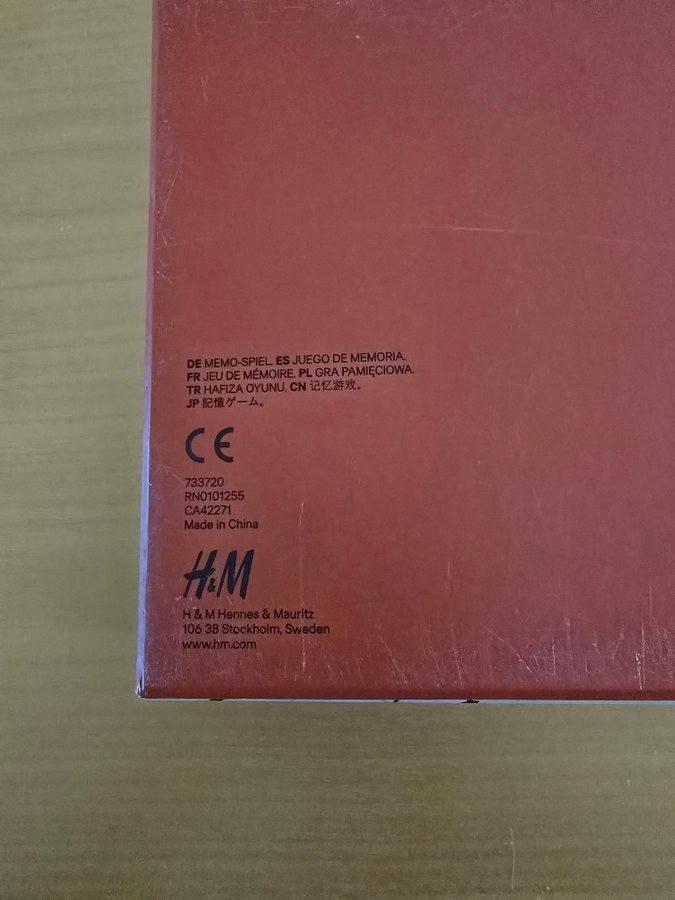 DE MEMO-SPIEL. ES JUEGO DE MEMORIA.
FR JEU DE MÉMOIRE. PL GRA PAMIĘCIOWA.
TR HAFIZA OYUNU. CN 记忆游戏。
JP 記憶ゲーム。
CE
733720
RN0101255
CA42271
Made in China
H&M
H & M Hennes & Mauritz
106 38 Stockholm, Sweden
www.hm.com